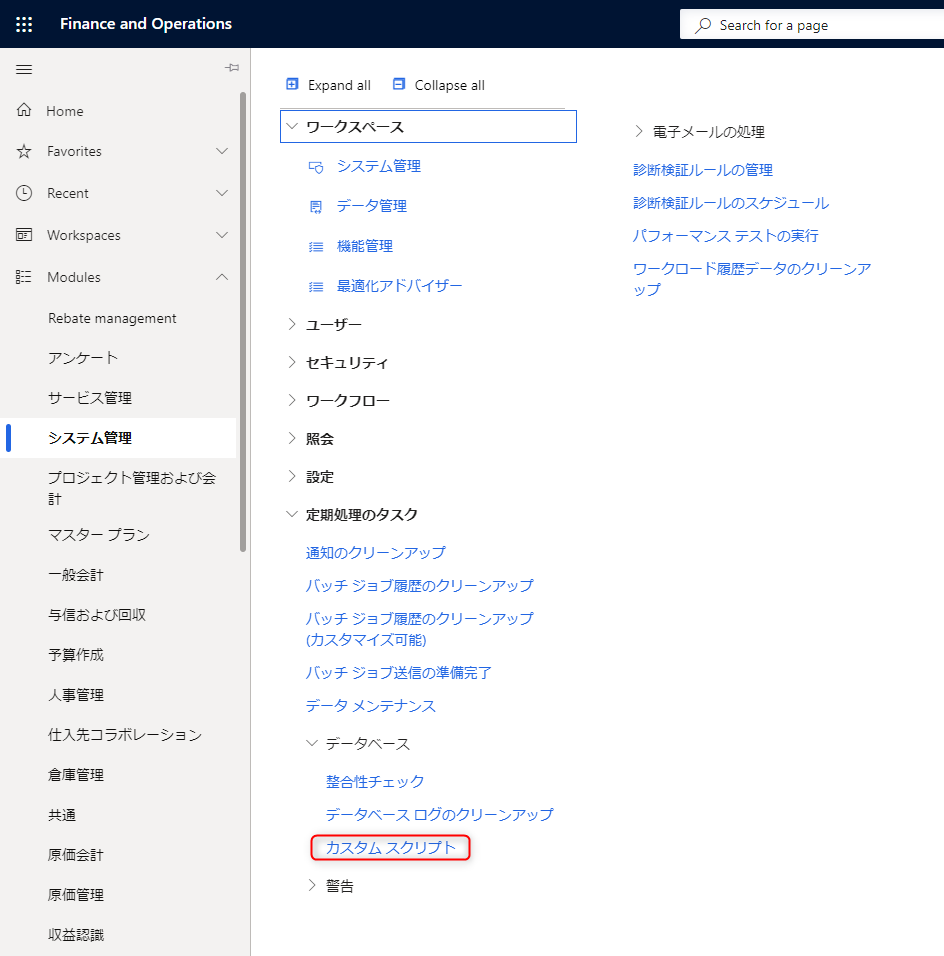 Finance and Operations
Search for a page
Home
Favorites
Recent
Workspaces
Modules
Rebate management
アンケート
サービス管理
システム管理
プロジェクト管理および会
計
マスター プラン
一般会計
与信および回収
予算作成
人事管理
仕入先コラボレーション
倉庫管理
共通
原価会計
原価管理
収益認識
Expand all
Collapse all
ワークスペース
システム管理
データ管理
機能管理
最適化アドバイザー
ユーザー
セキュリティ
ワークフロー
照会
設定
定期処理のタスク
通知のクリーンアップ
バッチ ジョブ履歴のクリーンアップ
バッチ ジョブ履歴のクリーンアップ
(カスタマイズ可能)
バッチ ジョブ送信の準備完了
データ メンテナンス
データベース
整合性チェック
データベース ログのクリーンアップ
カスタム スクリプト
警告
電子メールの処理
診断検証ルールの管理
診断検証ルールのスケジュール
パフォーマンス テストの実行
ワークロード履歴データのクリーンア
ップ